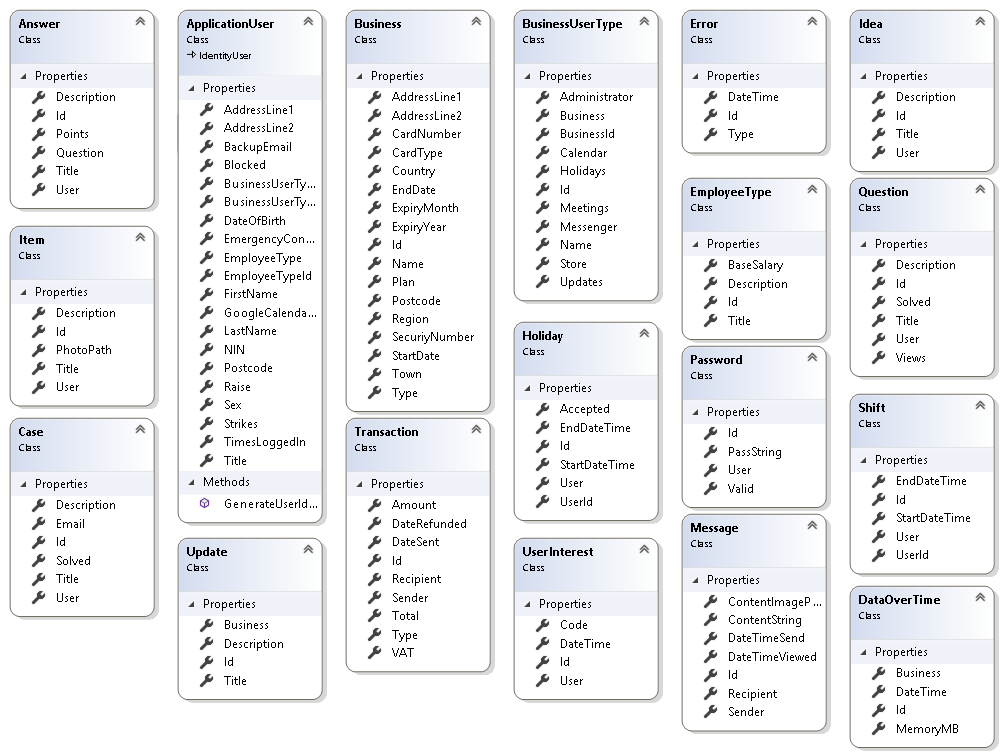 Answer
Class
Properties
Description
Id
Points
Question
Title
User
Item
Class
Properties
Description
Id
PhotoPath
Title
User
Case
Class
Properties
Description
Email
Id
Solved
Title
User
ApplicationUser
Class
IdentityUser
Properties
AddressLine1
AddressLine2
BackupEmail
Blocked
BusinessUserTy...
BusinessUserTy...
DateOfBirth
EmergencyCon...
EmployeeType
EmployeeTypeId
FirstName
GoogleCalenda...
LastName
NIN
Postcode
Raise
Sex
Strikes
TimesLoggedIn
Title
Methods
GenerateUserId...
Update
Class
Properties
Business
Description
Id
Title
Business
Class
Properties
AddressLine1
AddressLine2
CardNumber
CardType
Country
EndDate
ExpiryMonth
ExpiryYear
Id
Name
Plan
Postcode
Region
SecuriyNumber
StartDate
Town
Type
Transaction
Class
Properties
Amount
DateRefunded
DateSent
Id
Recipient
Sender
Total
Type
VAT
BusinessUserType
Class
Properties
Administrator
Business
BusinessId
Calendar
Holidays
Id
Meetings
Messenger
Name
Store
Updates
Holiday
Class
Properties
Accepted
EndDateTime
Id
StartDateTime
User
UserId
UserInterest
Class
Properties
Code
DateTime
Id
User
Error
Class
Properties
DateTime
Id
Type
EmployeeType
Class
Properties
BaseSalary
Description
Id
Title
Password
Class
Properties
Id
PassString
User
Valid
Message
Class
Properties
ContentImageP...
ContentString
DateTimeSend
DateTimeViewed
Id
Recipient
Sender
Idea
Class
Properties
Description
Id
Title
User
Question
Class
Properties
Description
Id
Solved
Title
User
Views
Shift
Class
Properties
EndDateTime
Id
StartDateTime
User
UserId
DataOverTime
Class
Properties
Business
DateTime
Id
MemoryMB